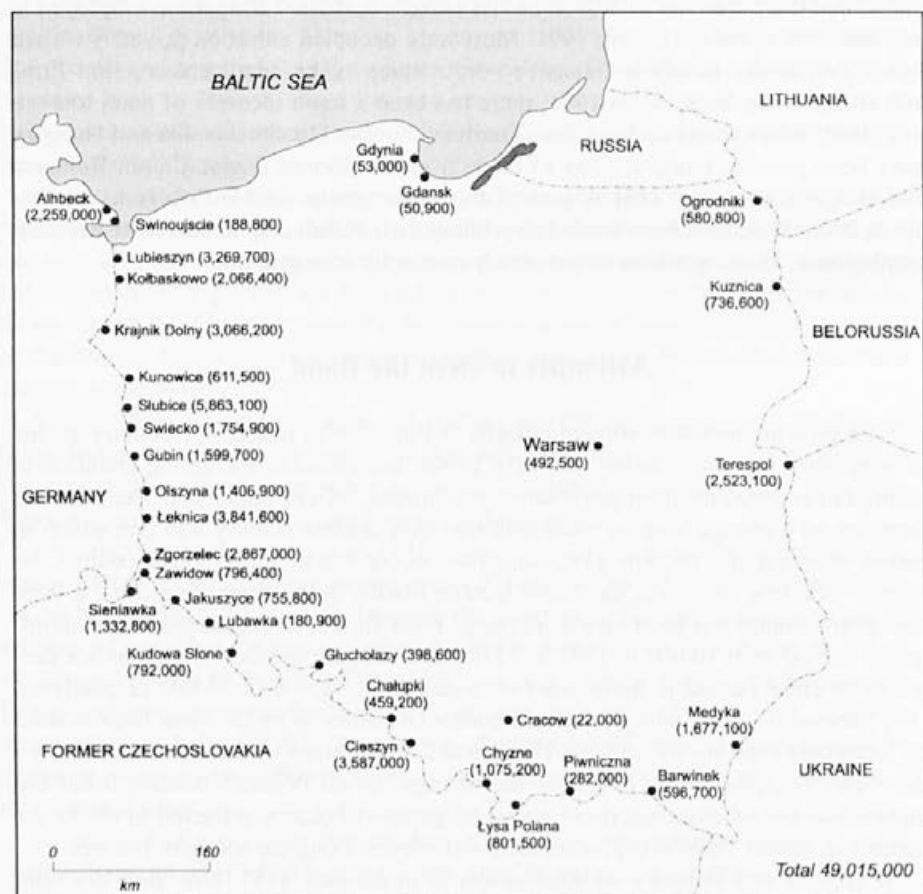 BALTIC SEA
LITHUANIA
RUSSIA
Gdynia
(53,000)
Gdansk
(50,900)
Ogrodniki
(580,800)
Alhbeck
(2,259,000)
Swinoujscie (188,800)
Lubieszyn (3,269,700)
Kołbaskowo (2,066,400)
Kuznica
(736,600)
Krajnik Dolny (3,066,200)
BELORUSSIA
Kunowice (611,500)
Słubice (5,863,100)
Swiecko (1,754,900)
Gubin (1,599,700)
Warsaw
(492,500)
Terespol
(2,523,100)
GERMANY
Olszyna (1,406,900)
Łeknica (3,841,600)
Zgorzelec (2,867,000)
Zawidow (796,400)
Sieniawka
(1,332,800)
Jakuszyce (755,800)
Lubawka (180,900)
Kudowa Slone
(792,000)
Głuchołazy (398,600)
Chałupki
(459,200)
Cracow (22,000)
Medyka
(1,677,100)
FORMER CZECHOSLOVAKIA
Cieszyn
(3,587,000)
Chyzne
(1,075,200)
Piwniczna
(282,000)
Barwinek
(596,700)
UKRAINE
Łysa Polana
(801,500)
0 160
km
Total 49,015,000